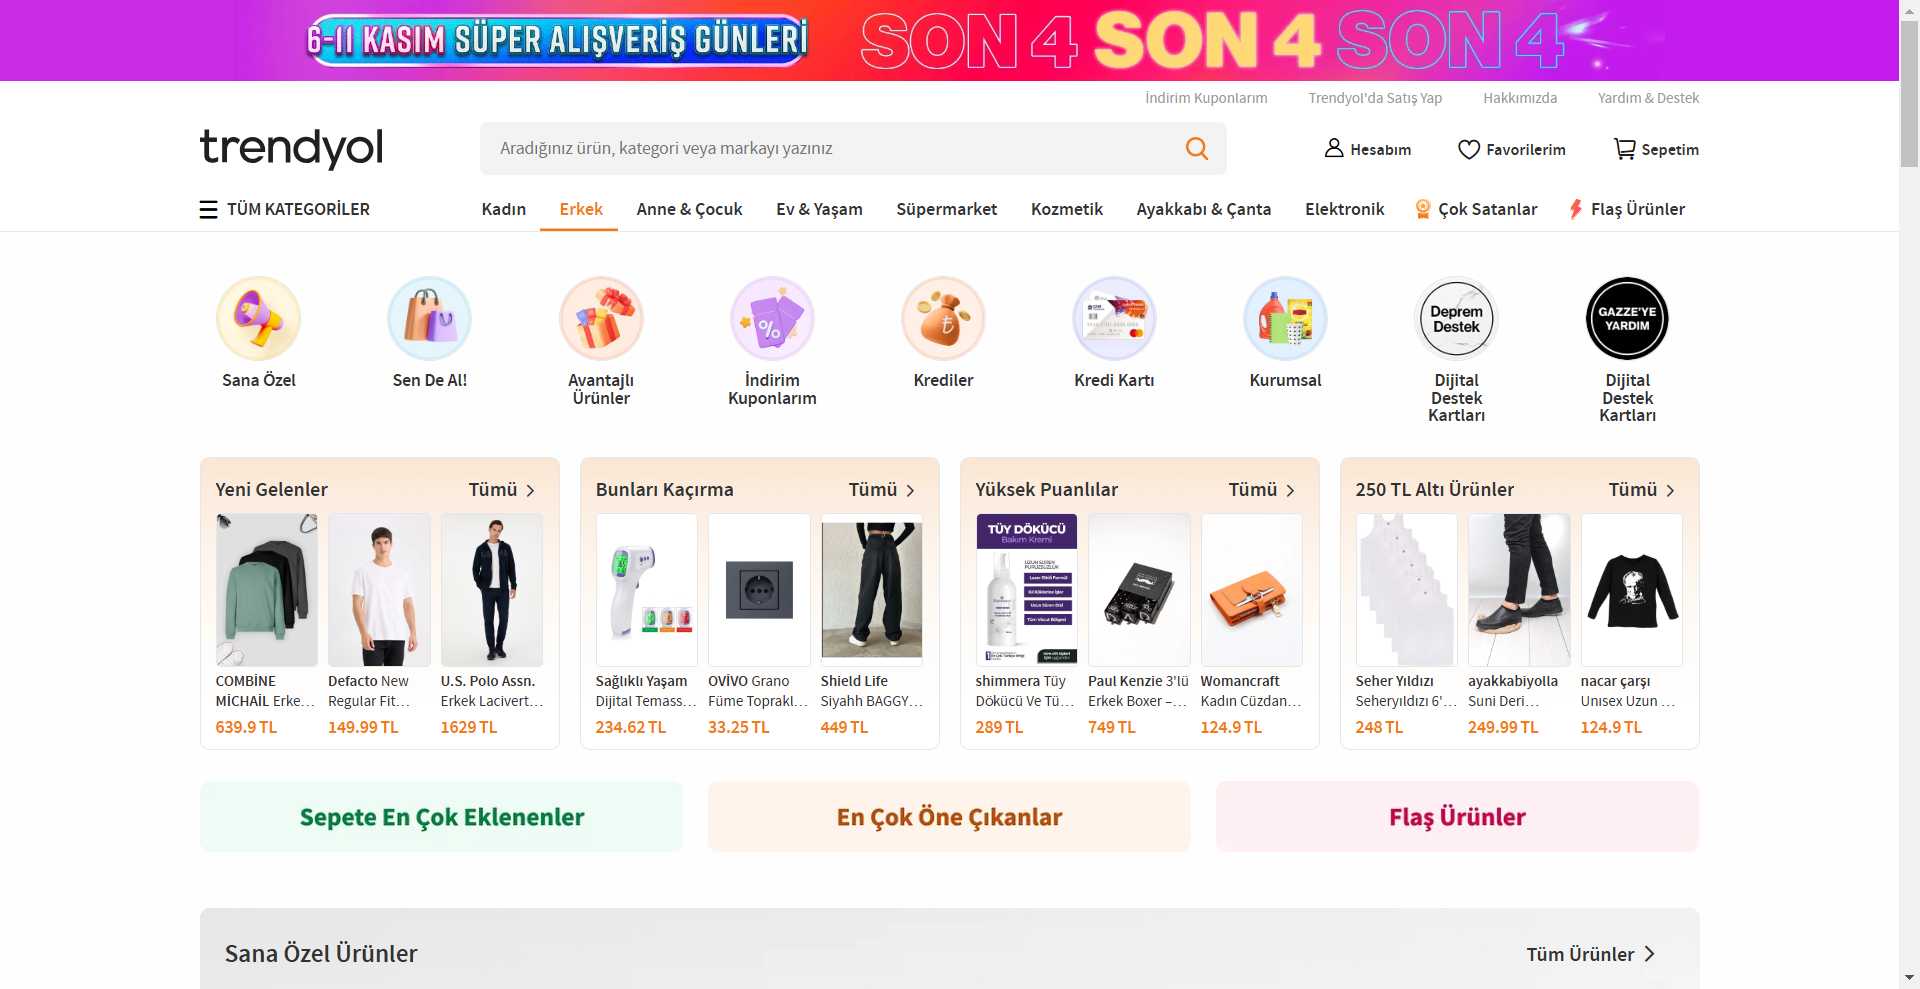 6-11 KASIM SÜPER ALIŞVERİŞ GÜNLERİ
SON 4 SON 4 SON 4
İndirim Kuponlarım
Trendyol'da Satış Yap
Hakkımızda
Yardım & Destek
trendyol
Aradığınız ürün, kategori veya markayı yazınız
Hesabım
Favorilerim
Sepetim
TÜM KATEGORİLER
Kadın
Erkek
Anne & Çocuk
Ev & Yaşam
Süpermarket
Kozmetik
Ayakkabı & Çanta
Elektronik
Çok Satanlar
Flaş Ürünler
Deprem
Destek
GAZZE'YE
YARDIM
Sana Özel
Sen De Al!
Avantajlı
Ürünler
İndirim
Kuponlarım
Krediler
Kredi Kartı
Kurumsal
Dijital
Destek
Kartları
Dijital
Destek
Kartları
Yeni Gelenler
Tümü
COMBİNE
MİCHAİL Erke...
639.9 TL
Defacto New
Regular Fit...
149.99 TL
U.S. Polo Assn.
Erkek Lacivert...
1629 TL
Bunları Kaçırma
Tümü
Sağlıklı Yaşam
Dijital Temass...
234.62 TL
OVİVO Grano
Füme Toprakl...
33.25 TL
Shield Life
Siyahh BAGGY...
449 TL
Yüksek Puanlılar
Tümü
TÜY DÖKÜCÜ
Bakım Kremi
shimmera Tüy
Dökücü Ve Tü...
289 TL
Paul Kenzie 3'lü
Erkek Boxer –...
749 TL
Womancraft
Kadın Cüzdan...
124.9 TL
250 TL Altı Ürünler
Tümü
Seher Yıldızı
Seheryıldızı 6'...
248 TL
ayakkabiyolla
Suni Deri...
249.99 TL
nacar çarşı
Unısex Uzun ...
124.9 TL
Sepete En Çok Eklenenler
En Çok Öne Çıkanlar
Flaş Ürünler
Sana Özel Ürünler
Tüm Ürünler